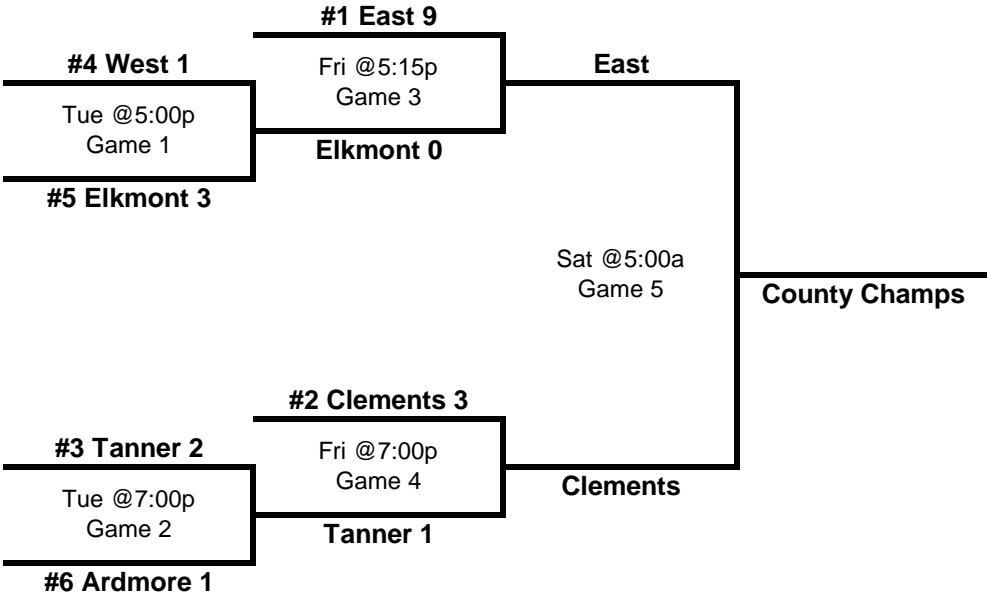 #1 East 9
#4 West 1
Fri @5:15p
Game 3
East
Tue @5:00p
Game 1
Elkmont 0
#5 Elkmont 3
Sat @5:00a
Game 5
County Champs
#2 Clements 3
#3 Tanner 2
Fri @7:00p
Game 4
Clements
Tue @7:00p
Game 2
Tanner 1
#6 Ardmore 1